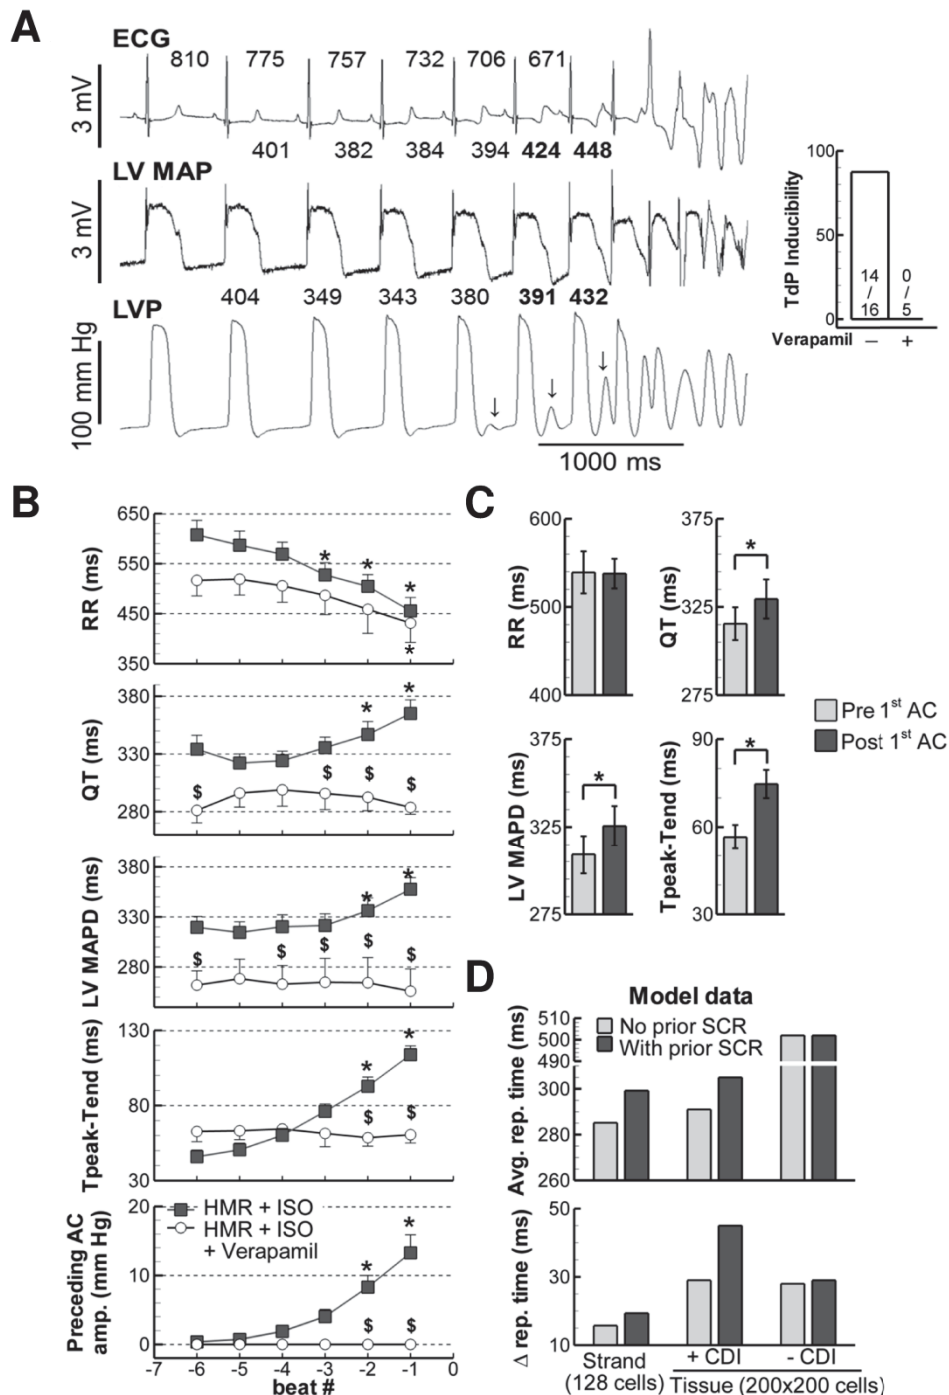 A
ECG
810 775 757 732 706 671
3 mV
401 382 384 394 424 448
LV MAP
3 mV
404 349 343 380 391 432
LVP
100 mm Hg
1000 ms
100
50
0
TdP Inducibility
14 / 16
0 / 5
Verapamil − +
B
650
550
450
350
RR (ms)
* * *
*
380
330
280
QT (ms)
* *
$ $ $ $
380
330
280
LV MAPD (ms)
* *
$ $ $ $ $
130
80
30
Tpeak-Tend (ms)
* *
$ $
20
10
0
Preceding AC
amp. (mm Hg)
HMR + ISO
HMR + ISO
+ Verapamil
* *
$ $
-7 -6 -5 -4 -3 -2 -1 0
beat #
C
600
500
400
RR (ms)
375
325
275
QT (ms)
*
Pre 1st AC
Post 1st AC
375
325
275
LV MAPD (ms)
*
90
60
30
Tpeak-Tend (ms)
*
D
Model data
No prior SCR
With prior SCR
510
500
490
300
280
260
Avg. rep. time (ms)
50
30
10
Δ rep. time (ms)
Strand
(128 cells)
+ CDI - CDI
Tissue (200x200 cells)